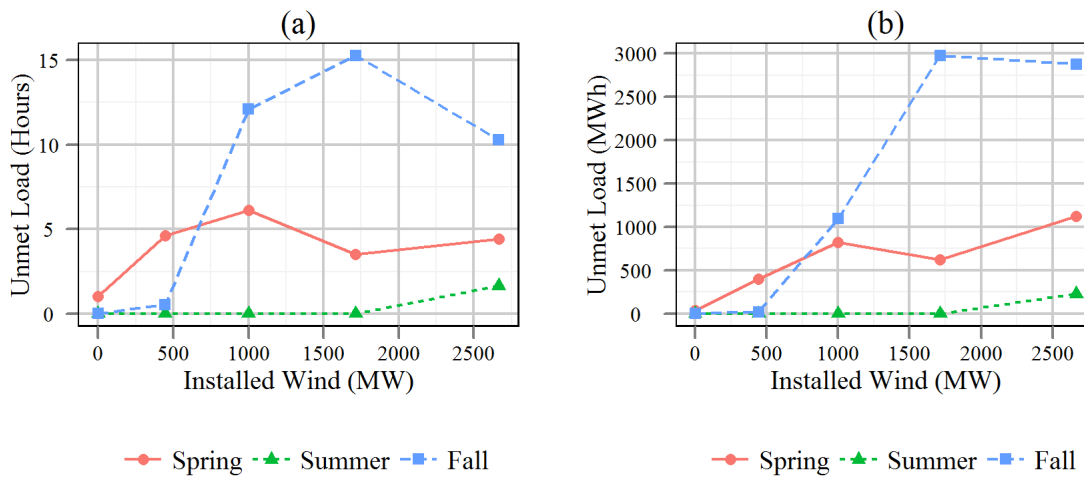 (a)
Unmet Load (Hours)
15
10
5
0
0 500 1000 1500 2000 2500
Installed Wind (MW)
Spring Summer Fall
(b)
Unmet Load (MWh)
3000
2500
2000
1500
1000
500
0
0 500 1000 1500 2000 2500
Installed Wind (MW)
Spring Summer Fall